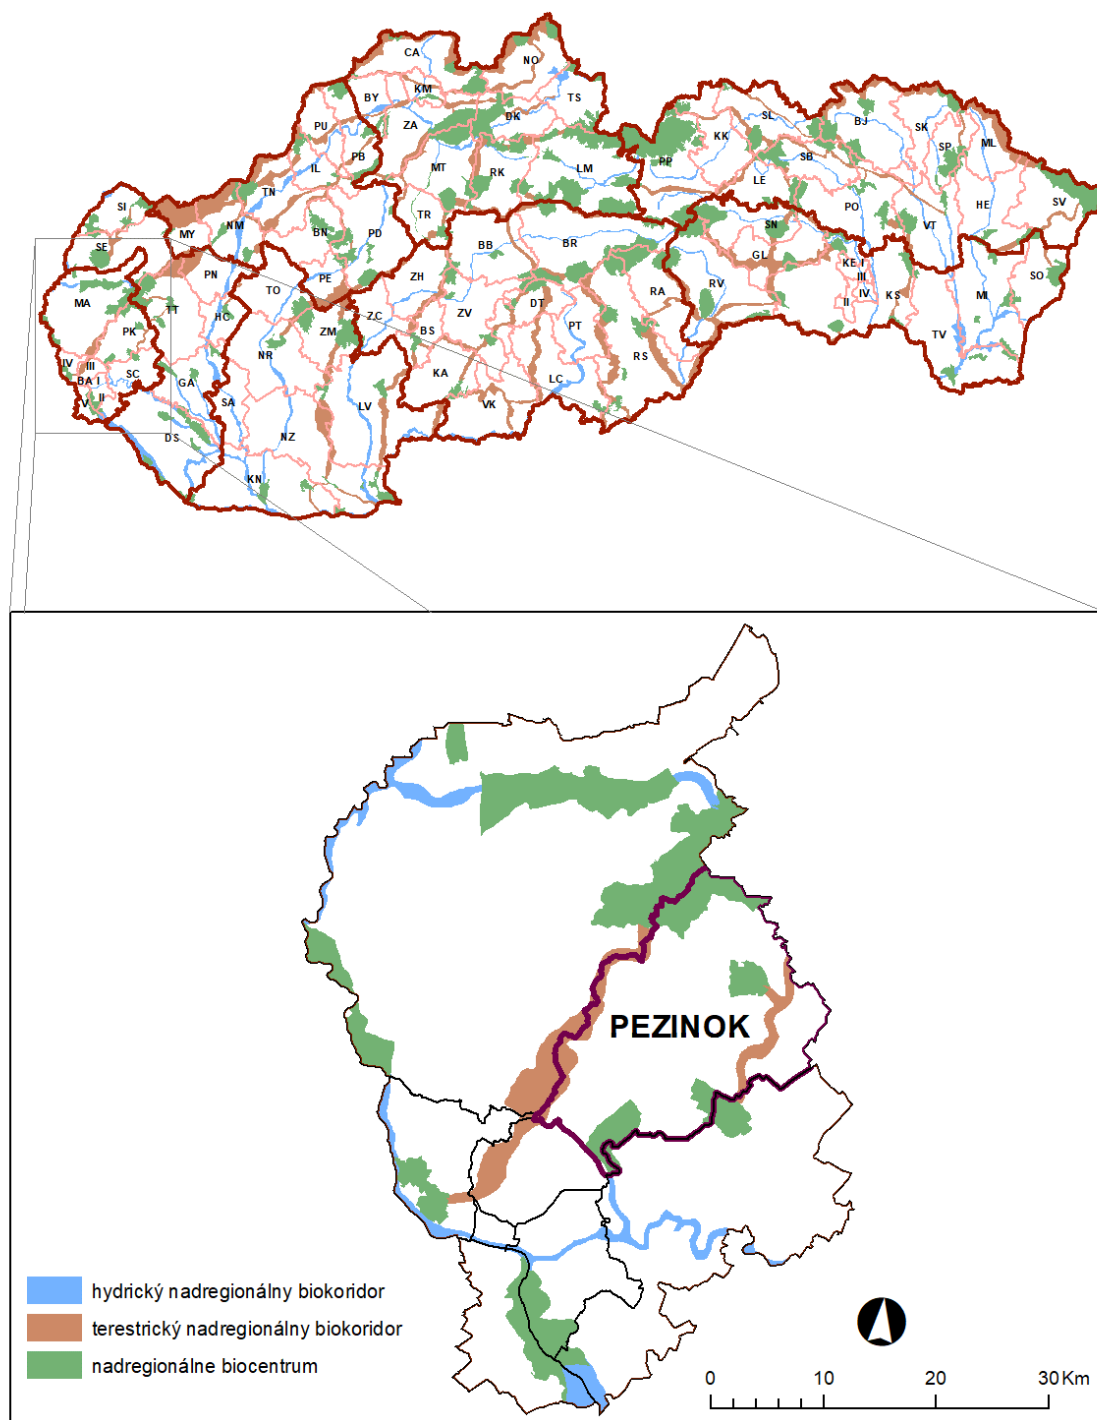 CA
NO
BY
KM
TS
ZA
DK
PU
PB
IL
MT
RK
LM
TN
TR
SI
SE
MY
NM
BN
PD
PE
PN
TO
MA
TT
HC
ZM
PK
IV
III
BA I
II
V
SC
GA
SA
NR
DS
NZ
KN
LV
ZH
BB
BR
ZC
BS
ZV
DT
PT
KA
VK
LC
RA
RS
RV
PP
KK
SL
LE
SB
BJ
SK
SP
ML
PO
VT
HE
SV
SN
GL
KE I
III
IV
II
KS
TV
MI
SO
PEZINOK
hydrický nadregionálny biokoridor
terestrický nadregionálny biokoridor
nadregionálne biocentrum
0 10 20 30 Km